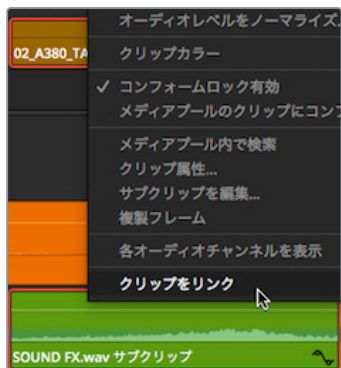 オーディオレベルをノーマライズ...
02_A380_TA
クリップカラー
✓ コンフォームロック有効
メディアプールのクリップにコンフ
メディアプール内で検索
クリップ属性...
サブクリップを編集...
複製フレーム
各オーディオチャンネルを表示
クリップをリンク
SOUND FX.wav サブクリップ